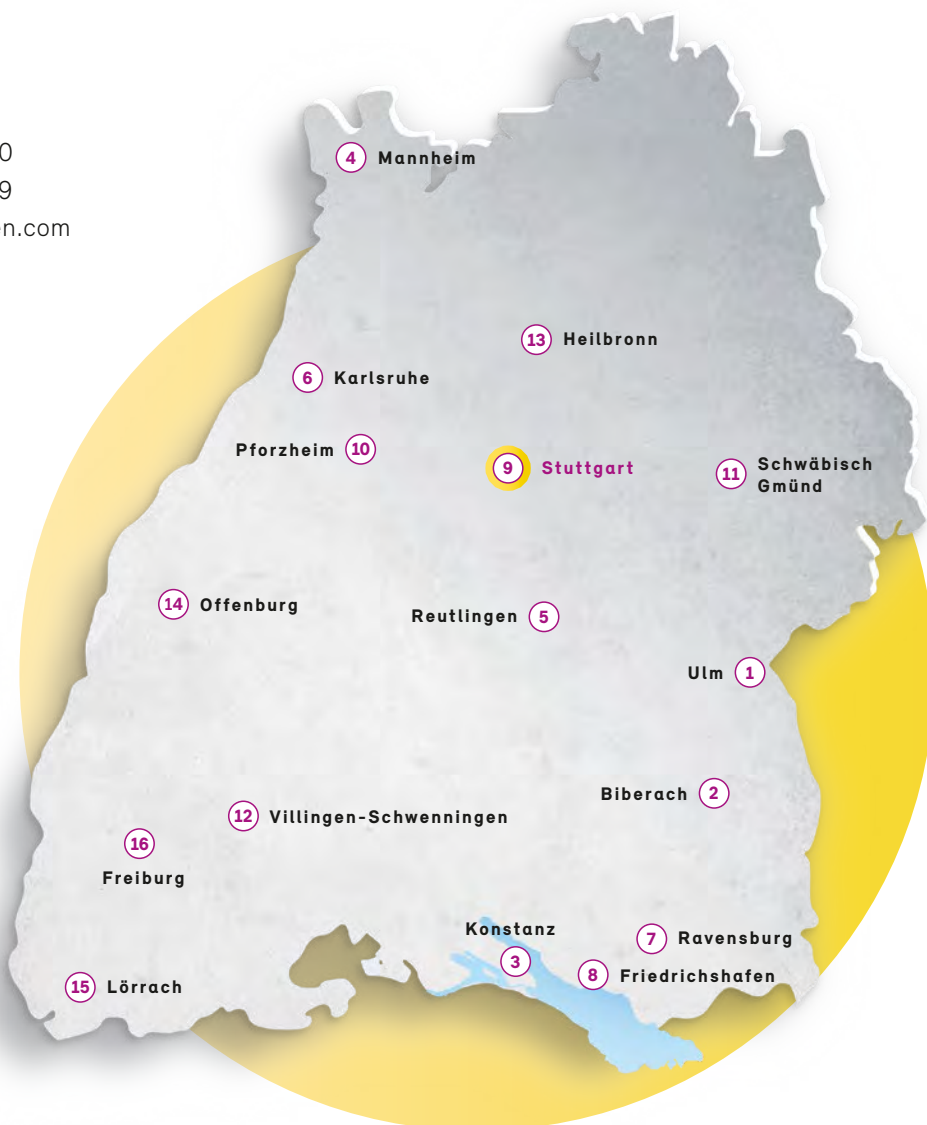 0
9
en.com
4 Mannheim
13 Heilbronn
6 Karlsruhe
Pforzheim 10
9 Stuttgart
11 Schwäbisch
Gmünd
14 Offenburg
Reutlingen 5
Ulm 1
Biberach 2
12 Villingen-Schwenningen
16
Freiburg
Konstanz
3
7 Ravensburg
8 Friedrichshafen
15 Lörrach